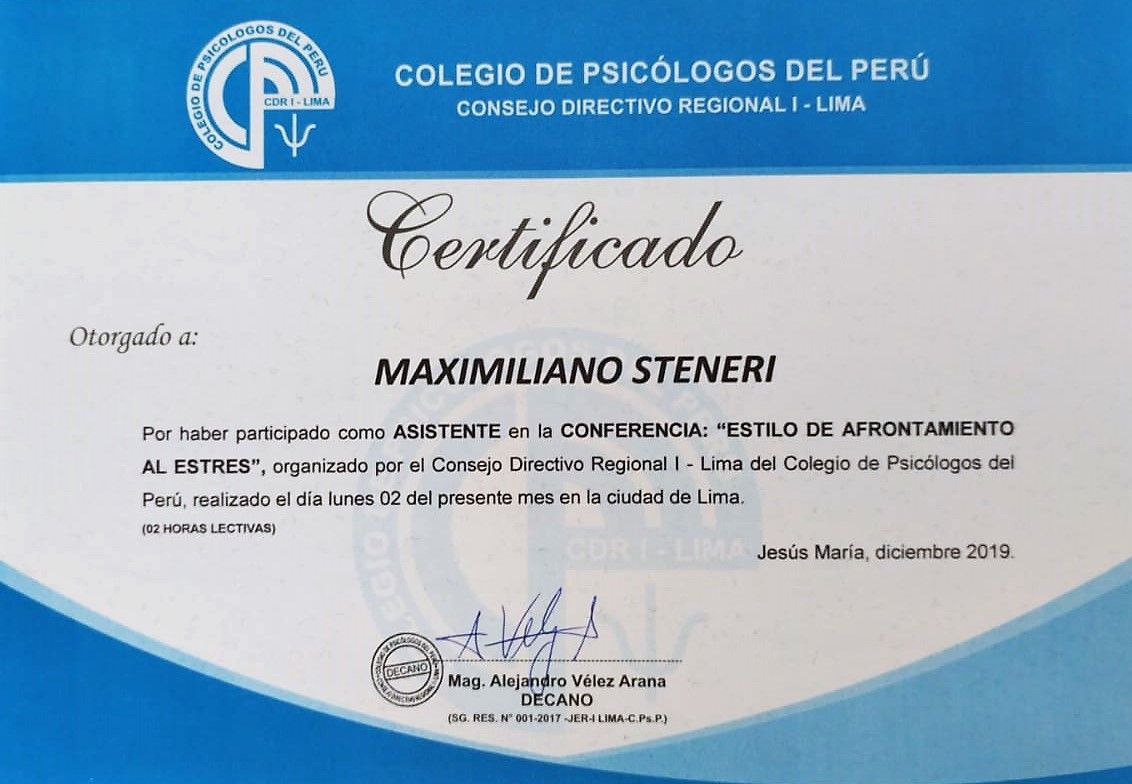 COLEGIO DE PSICÓLOGOS DEL PERÚ
CDR I - LIMA
COLEGIO DE PSICÓLOGOS DEL PERÚ
CONSEJO DIRECTIVO REGIONAL I - LIMA
Certificado
Otorgado a:
MAXIMILIANO STENERI
Por haber participado como ASISTENTE en la CONFERENCIA: “ESTILO DE AFRONTAMIENTO
AL ESTRES”, organizado por el Consejo Directivo Regional I - Lima del Colegio de Psicólogos del
Perú, realizado el día lunes 02 del presente mes en la ciudad de Lima.
(02 HORAS LECTIVAS)
CDR I - LIMA
Jesús María, diciembre 2019.
DECANO
Mag. Alejandro Vélez Arana
DECANO
(SG. RES. N° 001-2017 -JER-I LIMA-C.Ps.P.)